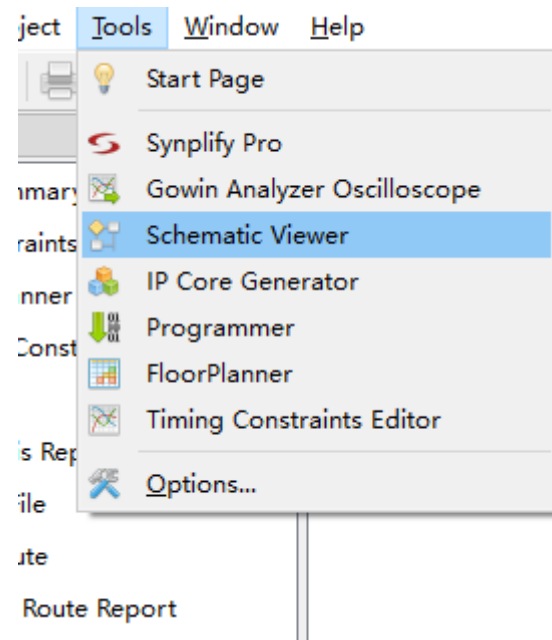 ject Tools Window Help
Start Page
Synplify Pro
nmary
Gowin Analyzer Oscilloscope
raints
Schematic Viewer
IP Core Generator
nner
Programmer
Const
FloorPlanner
Timing Constraints Editor
s Rep
Options...
ile
ute
Route Report